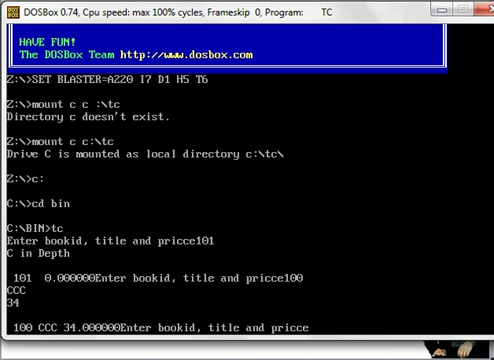 DOSBox 0.74, Cpu speed: max 100% cycles, Frameskip 0, Program: TC
HAVE FUN!
The DOSBox Team http://www.dosbox.com
Z:\>SET BLASTER=A220 I7 D1 H5 T6
Z:\>mount c c :\tc
Directory c doesn't exist.
Z:\>mount c c:\tc
Drive C is mounted as local directory c:\tc\
Z:\>c:
C:\>cd bin
C:\BIN>tc
Enter bookid, title and pricce101
C in Depth
101 0.000000Enter bookid, title and pricce100
CCC
34
100 CCC 34.000000Enter bookid, title and pricce